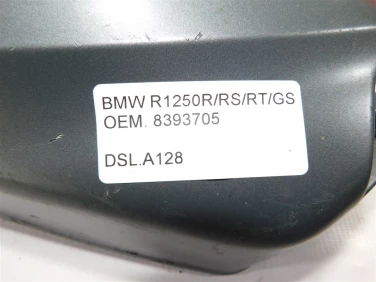 BMW R1250R/RS/RT/GS
OEM. 8393705
DSL.A128